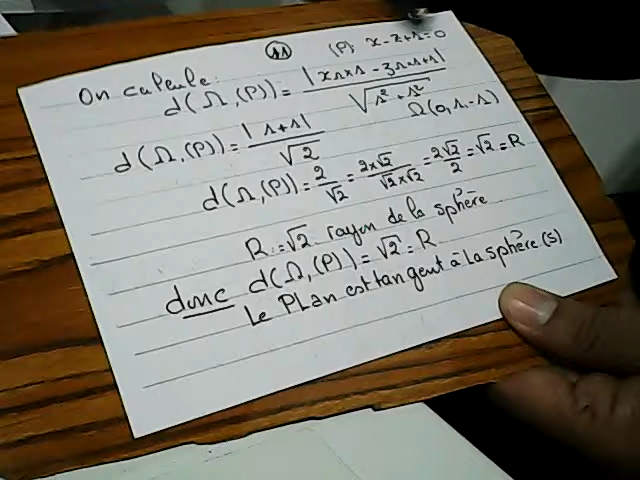 11
(P): x - z + 1 = 0
On calcule:
d(Ω,(P)) = |xΩ×1 - zΩ×1+1| / √(1² + 1²)
Ω(0,1,-1)
d(Ω,(P)) = |1+1| / √2
d(Ω,(P)) = 2/√2 = 2×√2/√2×√2 = 2√2/2 = √2 = R
R = √2 rayon de la sphère
donc d(Ω,(P)) = √2 = R
le Plan est tangent à la sphère (S)